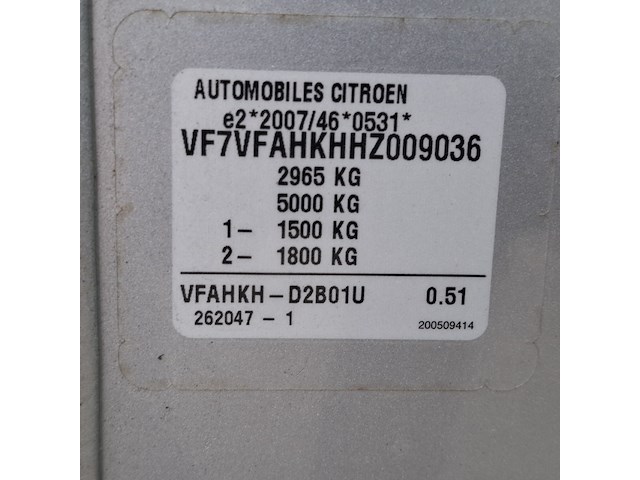 AUTOMOBILES CITROEN
e2*2007/46*0531*
VF7VFAHKHHZ009036
2965 KG
5000 KG
1- 1500 KG
2- 1800 KG
VFAHKH-D2B01U 0.51
262047 - 1 200509414